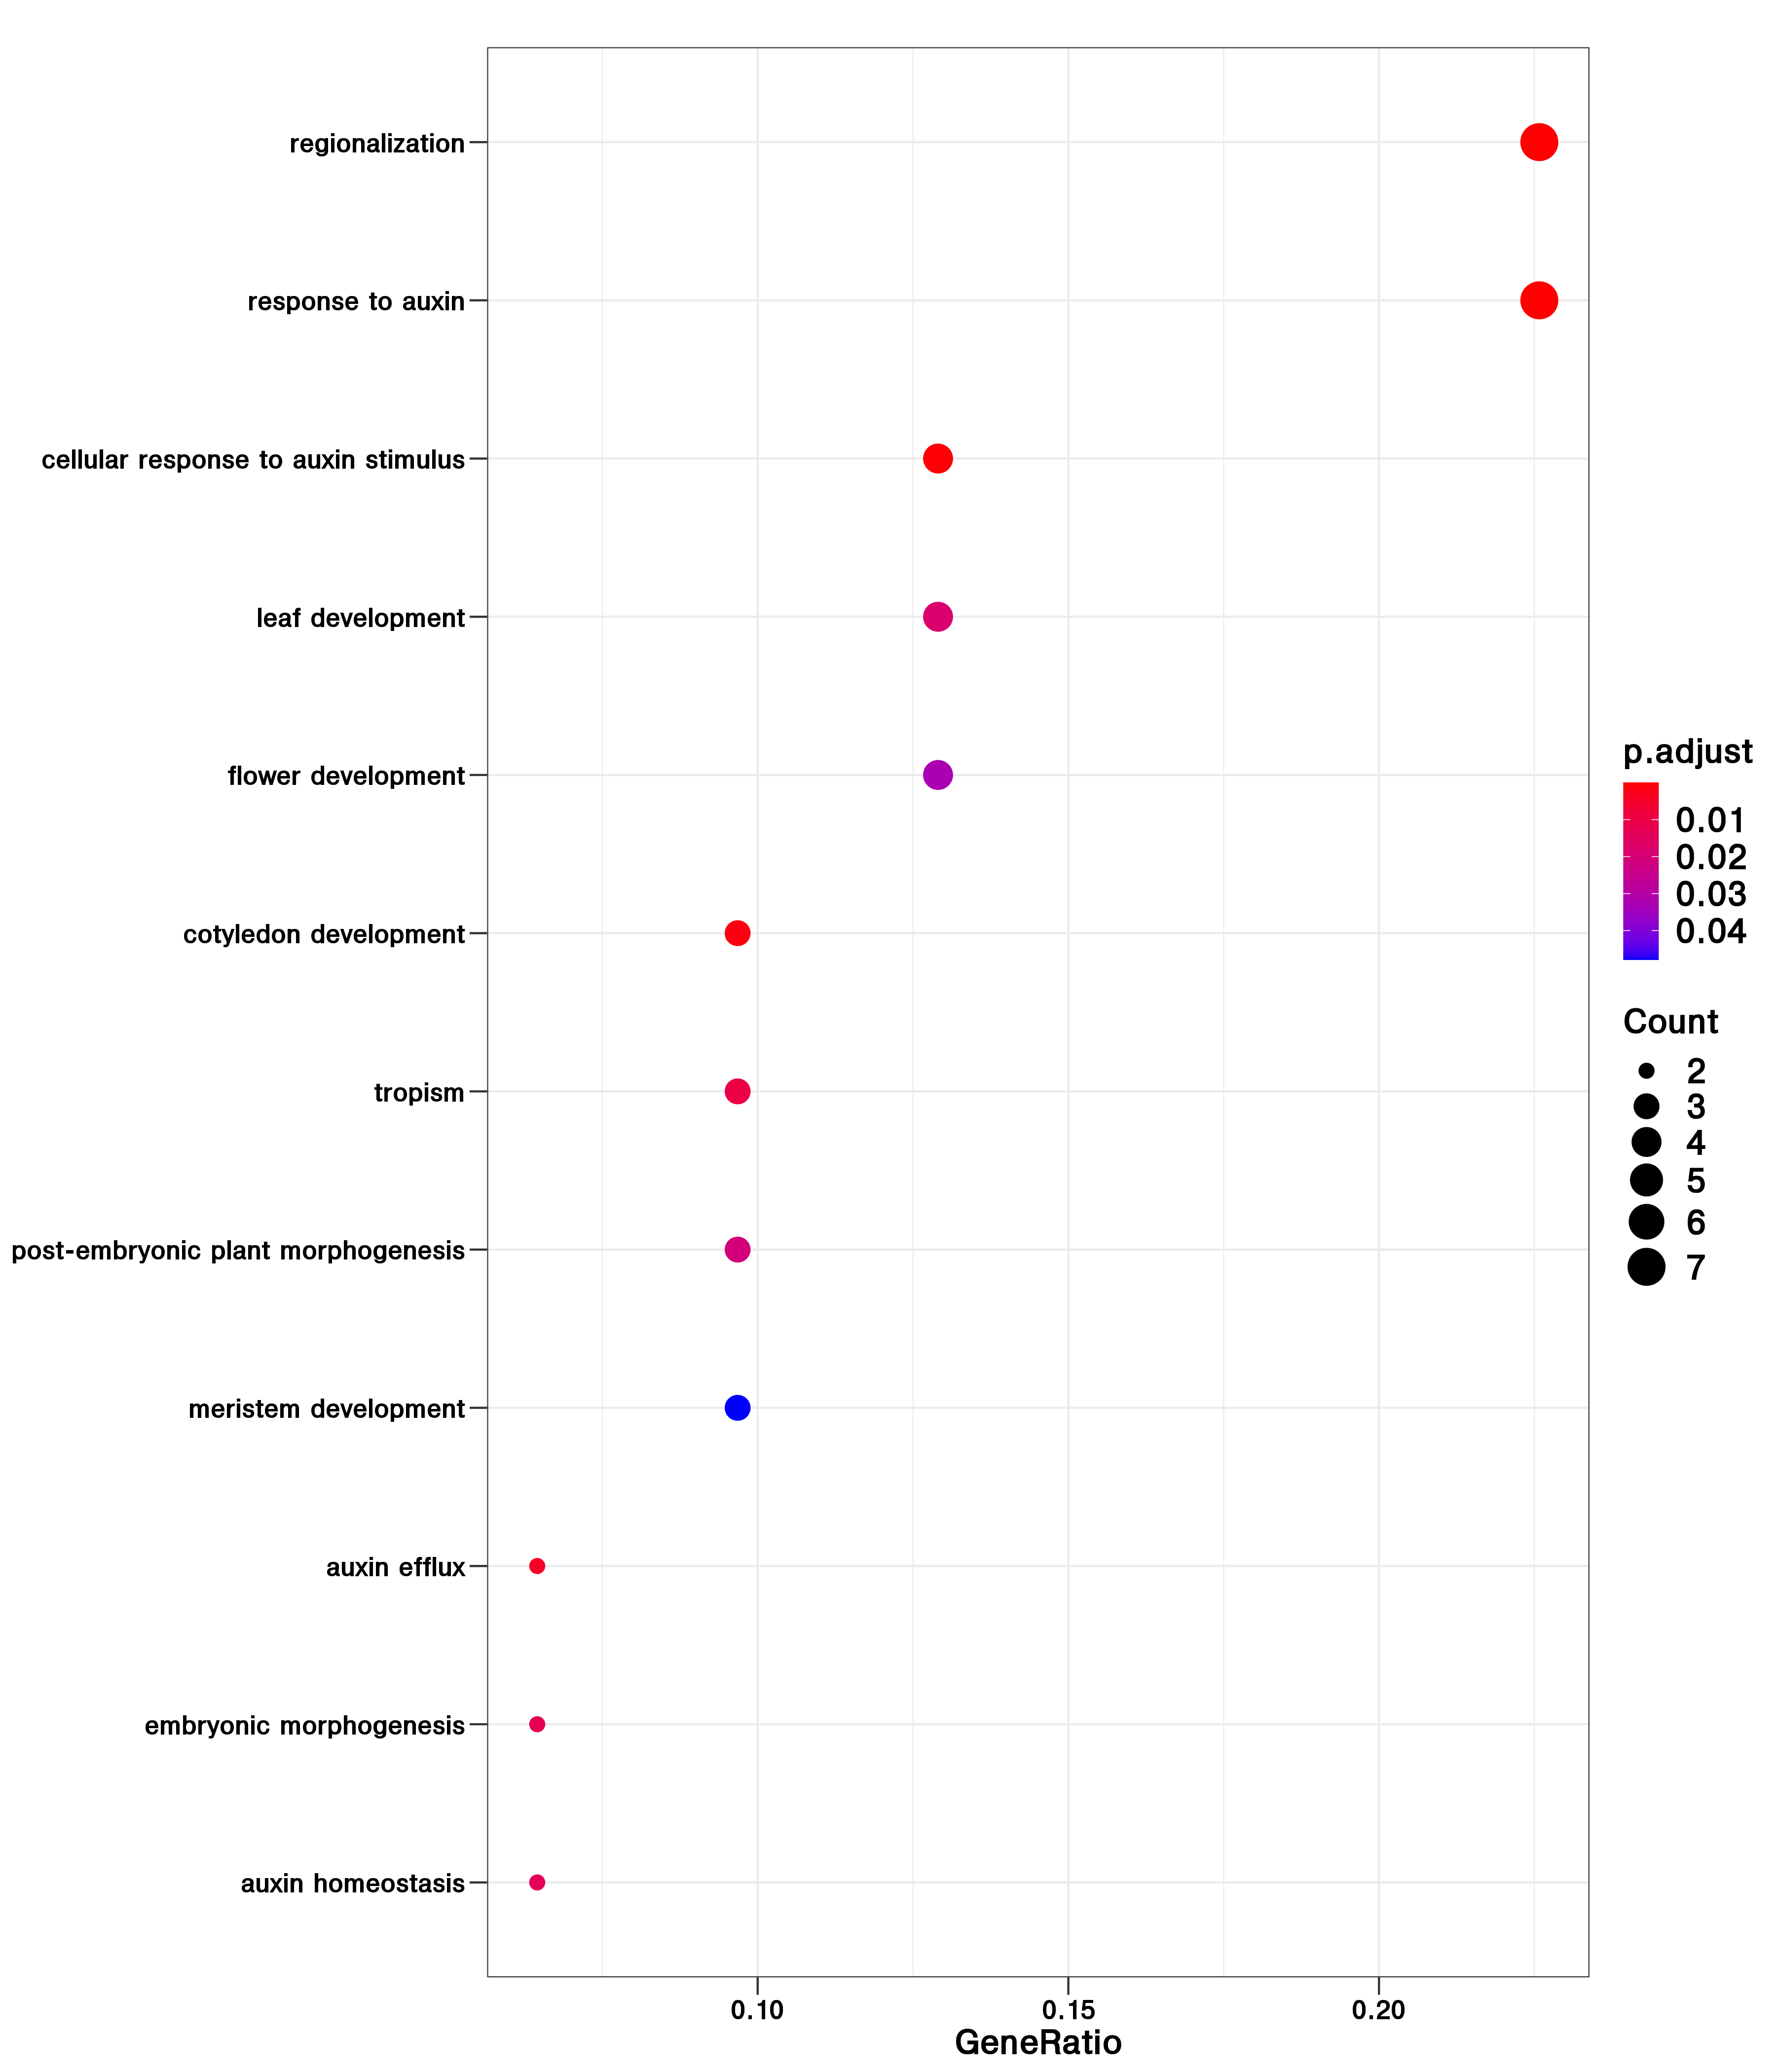 regionalization
response to auxin
cellular response to auxin stimulus
leaf development
flower development
cotyledon development
tropism
post-embryonic plant morphogenesis
meristem development
auxin efflux
embryonic morphogenesis
auxin homeostasis
0.10 0.15 0.20
GeneRatio
p.adjust
0.01
0.02
0.03
0.04
Count
2
3
4
5
6
7